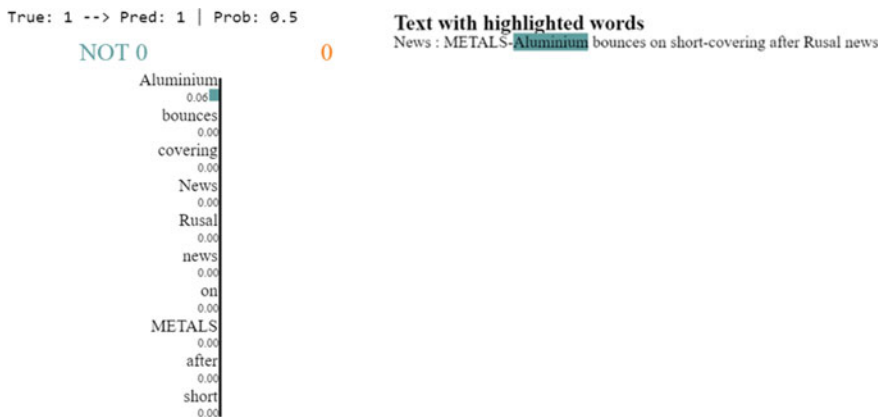 True: 1 --> Pred: 1 | Prob: 0.5
NOT 0
0
Aluminium
0.06
bounces
0.00
covering
0.00
News
0.00
Rusal
0.00
news
0.00
on
0.00
METALS
0.00
after
0.00
short
0.00
Text with highlighted words
News : METALS-Aluminium bounces on short-covering after Rusal news